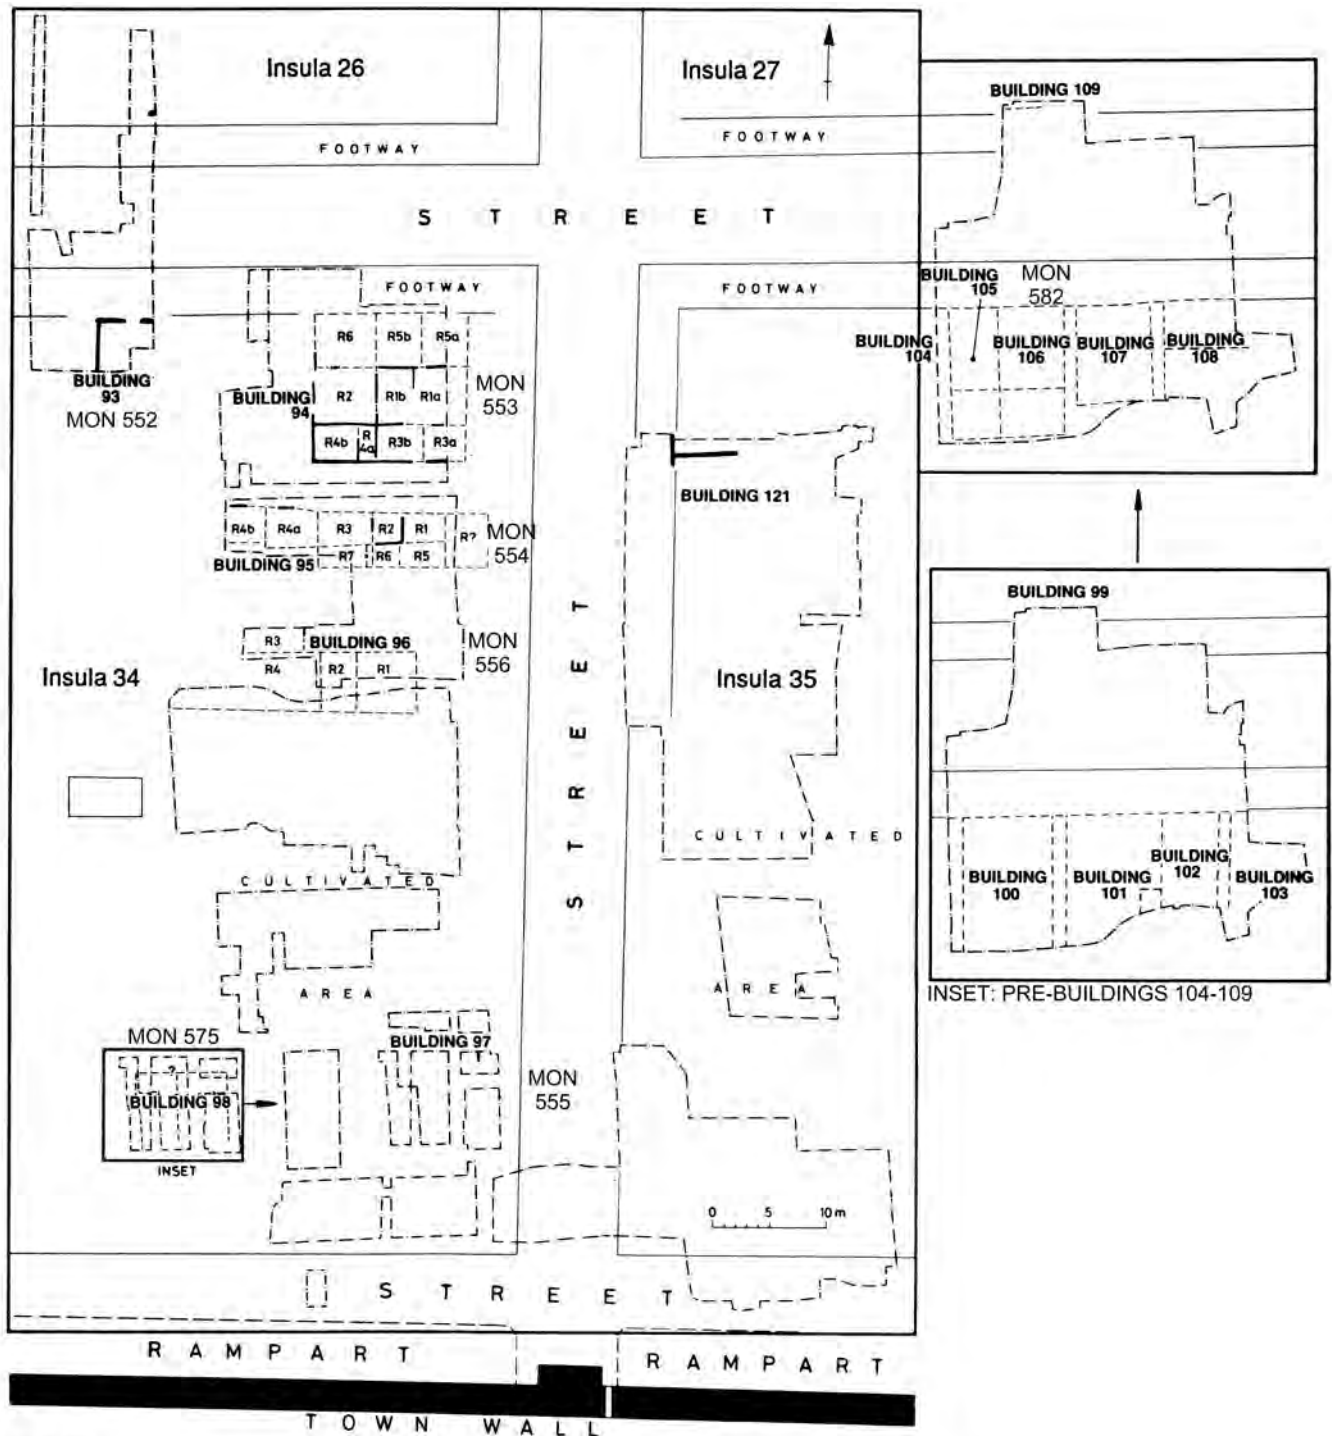 Insula 26
Insula 27
FOOTWAY
FOOTWAY
STREET
FOOTWAY
FOOTWAY
BUILDING 93
MON 552
BUILDING 94
R6
R5b
R5a
R2
R1b
R1a
R4b
R 4a
R3b
R3a
MON 553
R4b
R4a
R3
R2
R1
R?
R7
R6
R5
BUILDING 95
MON 554
R3
BUILDING 96
R4
R2
R1
MON 556
BUILDING 121
Insula 34
Insula 35
STREET
CULTIVATED
AREA
CULTIVATED
AREA
MON 575
?
BUILDING 98
INSET
BUILDING 97
MON 555
0 5 10 m
STREET
RAMPART
RAMPART
TOWN WALL
BUILDING 109
BUILDING 105
MON 582
BUILDING 104
BUILDING 106
BUILDING 107
BUILDING 108
BUILDING 99
BUILDING 100
BUILDING 101
BUILDING 102
BUILDING 103
INSET: PRE-BUILDINGS 104-109